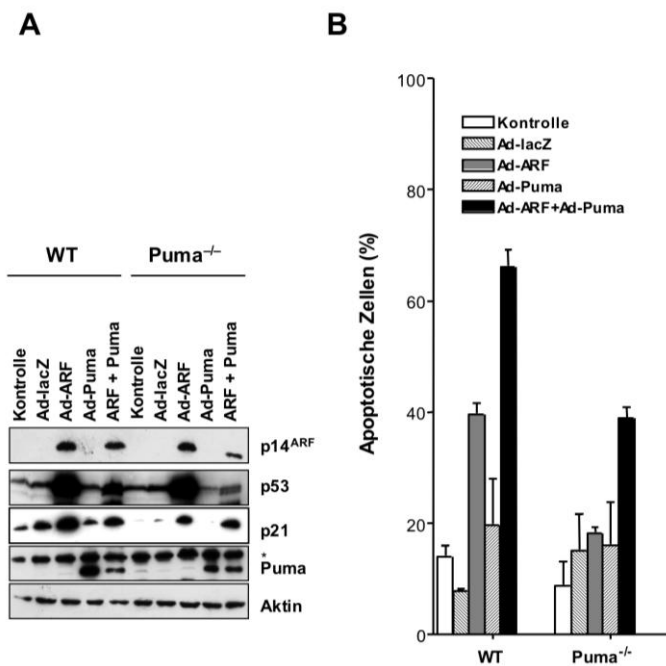 A
WT Puma⁻/⁻
Kontrolle
Ad-lacZ
Ad-ARF
Ad-Puma
ARF + Puma
Kontrolle
Ad-lacZ
Ad-ARF
Ad-Puma
ARF + Puma
p14ᴬᴿᶠ
p53
p21
*
Puma
Aktin
B
Apoptotische Zellen (%)
100
80
60
40
20
0
Kontrolle
Ad-lacZ
Ad-ARF
Ad-Puma
Ad-ARF+Ad-Puma
WT Puma⁻/⁻